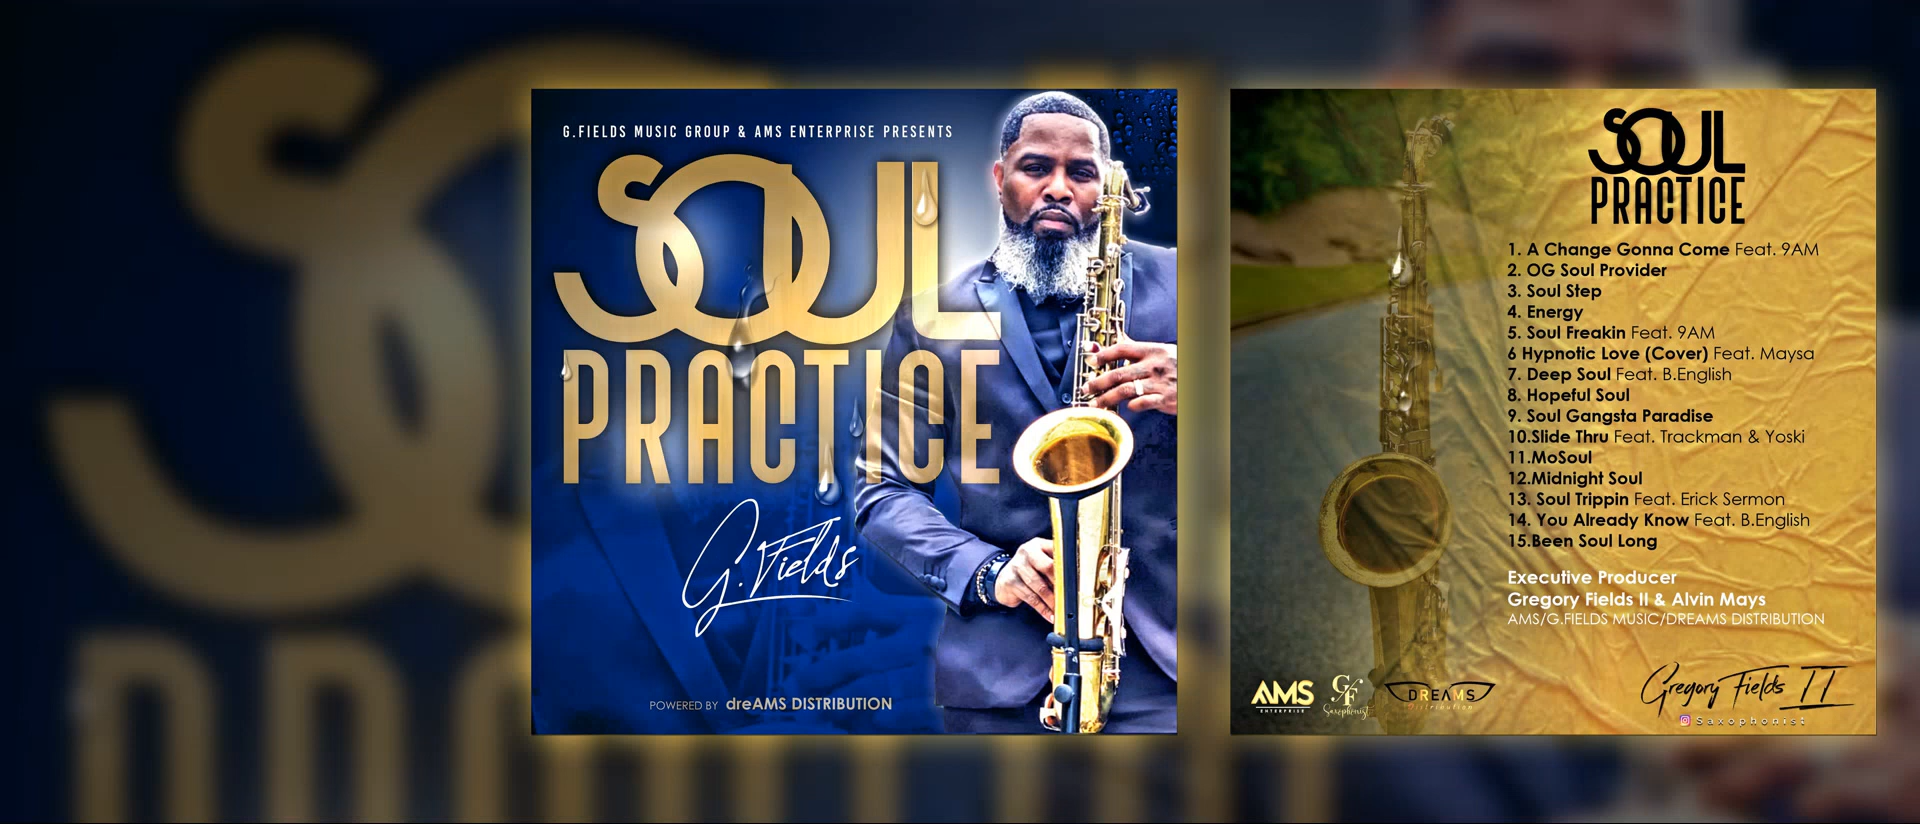 G.FIELDS MUSIC GROUP & AMS ENTERPRISE PRESENTS
SOUL
PRACTICE
G.Fields
POWERED BY dreAMS DISTRIBUTION
SOUL
PRACTICE
1. A Change Gonna Come Feat. 9AM
2. OG Soul Provider
3. Soul Step
4. Energy
5. Soul Freakin Feat. 9AM
6 Hypnotic Love (Cover) Feat. Maysa
7. Deep Soul Feat. B.English
8. Hopeful Soul
9. Soul Gangsta Paradise
10.Slide Thru Feat. Trackman & Yoski
11.MoSoul
12.Midnight Soul
13. Soul Trippin Feat. Erick Sermon
14. You Already Know Feat. B.English
15.Been Soul Long
Executive Producer
Gregory Fields II & Alvin Mays
AMS/G.FIELDS MUSIC/DREAMS DISTRIBUTION
AMS
ENTERPRISE
G/F
Saxophonist
DREAMS
Distribution
Gregory Fields II
Saxophonist